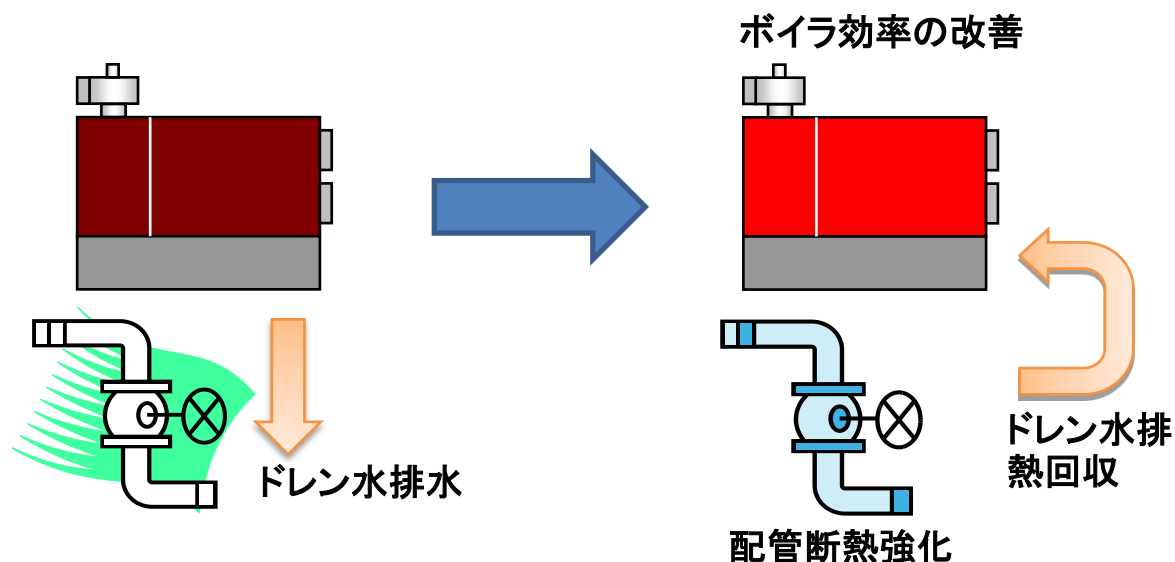 ボイラ効率の改善
ドレン水排水
ドレン水排
熱回収
配管断熱強化